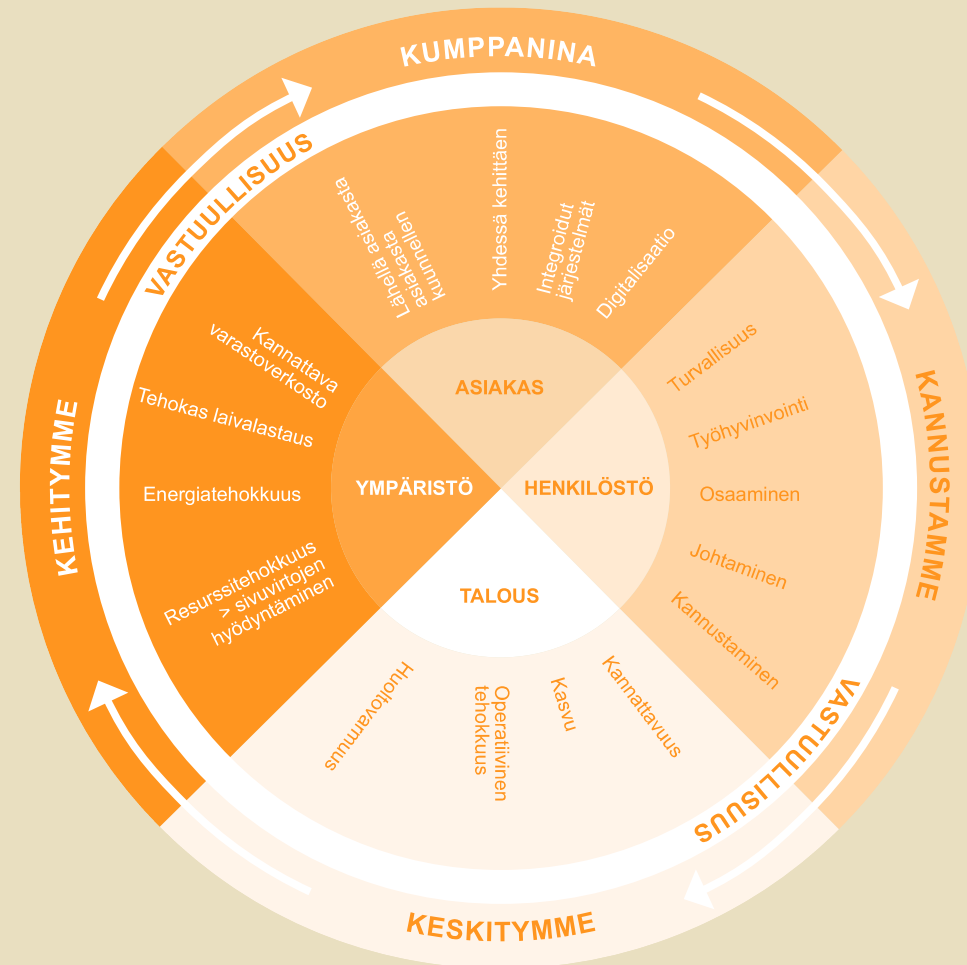 KUMPPANINA
VASTUULLISUUS
Lähellä asiakasta
asiakasta
kuunnellen
Yhdessä kehittäen
Integroidut
järjestelmät
Digitalisaatio
ASIAKAS
KANNUSTAMME
Turvallisuus
Työhyvinvointi
Osaaminen
Johtaminen
Kannustaminen
HENKILÖSTÖ
VASTUULLISUUS
TALOUS
Kannattavuus
Kasvu
Operatiivinen
tehokkuus
Huoltovarmuus
KESKITYMME
KEHITYMME
YMPÄRISTÖ
Kannattava
varastoverkosto
Tehokas laivalastaus
Energiatehokkuus
Resurssitehokkuus
> sivuvirtojen
hyödyntäminen